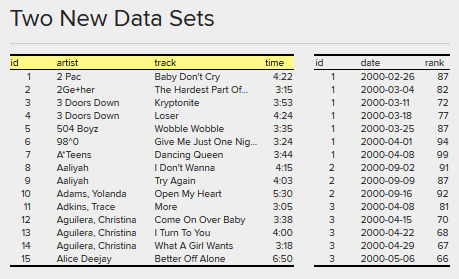 Two New Data Sets
id artist track time
1 2 Pac Baby Don't Cry 4:22
2 2Ge+her The Hardest Part Of... 3:15
3 3 Doors Down Kryptonite 3:53
4 3 Doors Down Loser 4:24
5 504 Boyz Wobble Wobble 3:35
6 98^0 Give Me Just One Nig... 3:24
7 A*Teens Dancing Queen 3:44
8 Aaliyah I Don't Wanna 4:15
9 Aaliyah Try Again 4:03
10 Adams, Yolanda Open My Heart 5:30
11 Adkins, Trace More 3:05
12 Aguilera, Christina Come On Over Baby 3:38
13 Aguilera, Christina I Turn To You 4:00
14 Aguilera, Christina What A Girl Wants 3:18
15 Alice Deejay Better Off Alone 6:50
id date rank
1 2000-02-26 87
1 2000-03-04 82
1 2000-03-11 72
1 2000-03-18 77
1 2000-03-25 87
1 2000-04-01 94
1 2000-04-08 99
2 2000-09-02 91
2 2000-09-09 87
2 2000-09-16 92
3 2000-04-08 81
3 2000-04-15 70
3 2000-04-22 68
3 2000-04-29 67
3 2000-05-06 66